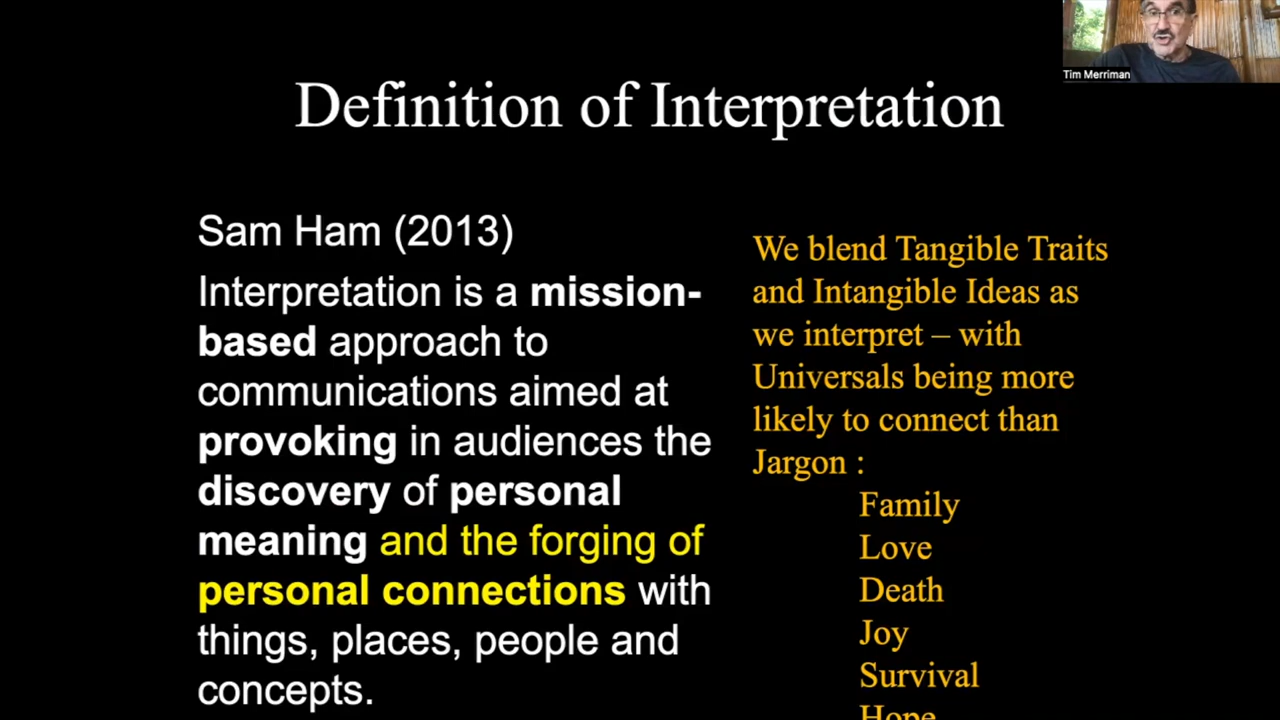 Tim Merriman
Definition of Interpretation
Sam Ham (2013)
Interpretation is a mission-
based approach to
communications aimed at
provoking in audiences the
discovery of personal
meaning and the forging of
personal connections with
things, places, people and
concepts.
We blend Tangible Traits
and Intangible Ideas as
we interpret – with
Universals being more
likely to connect than
Jargon :
Family
Love
Death
Joy
Survival
Hope